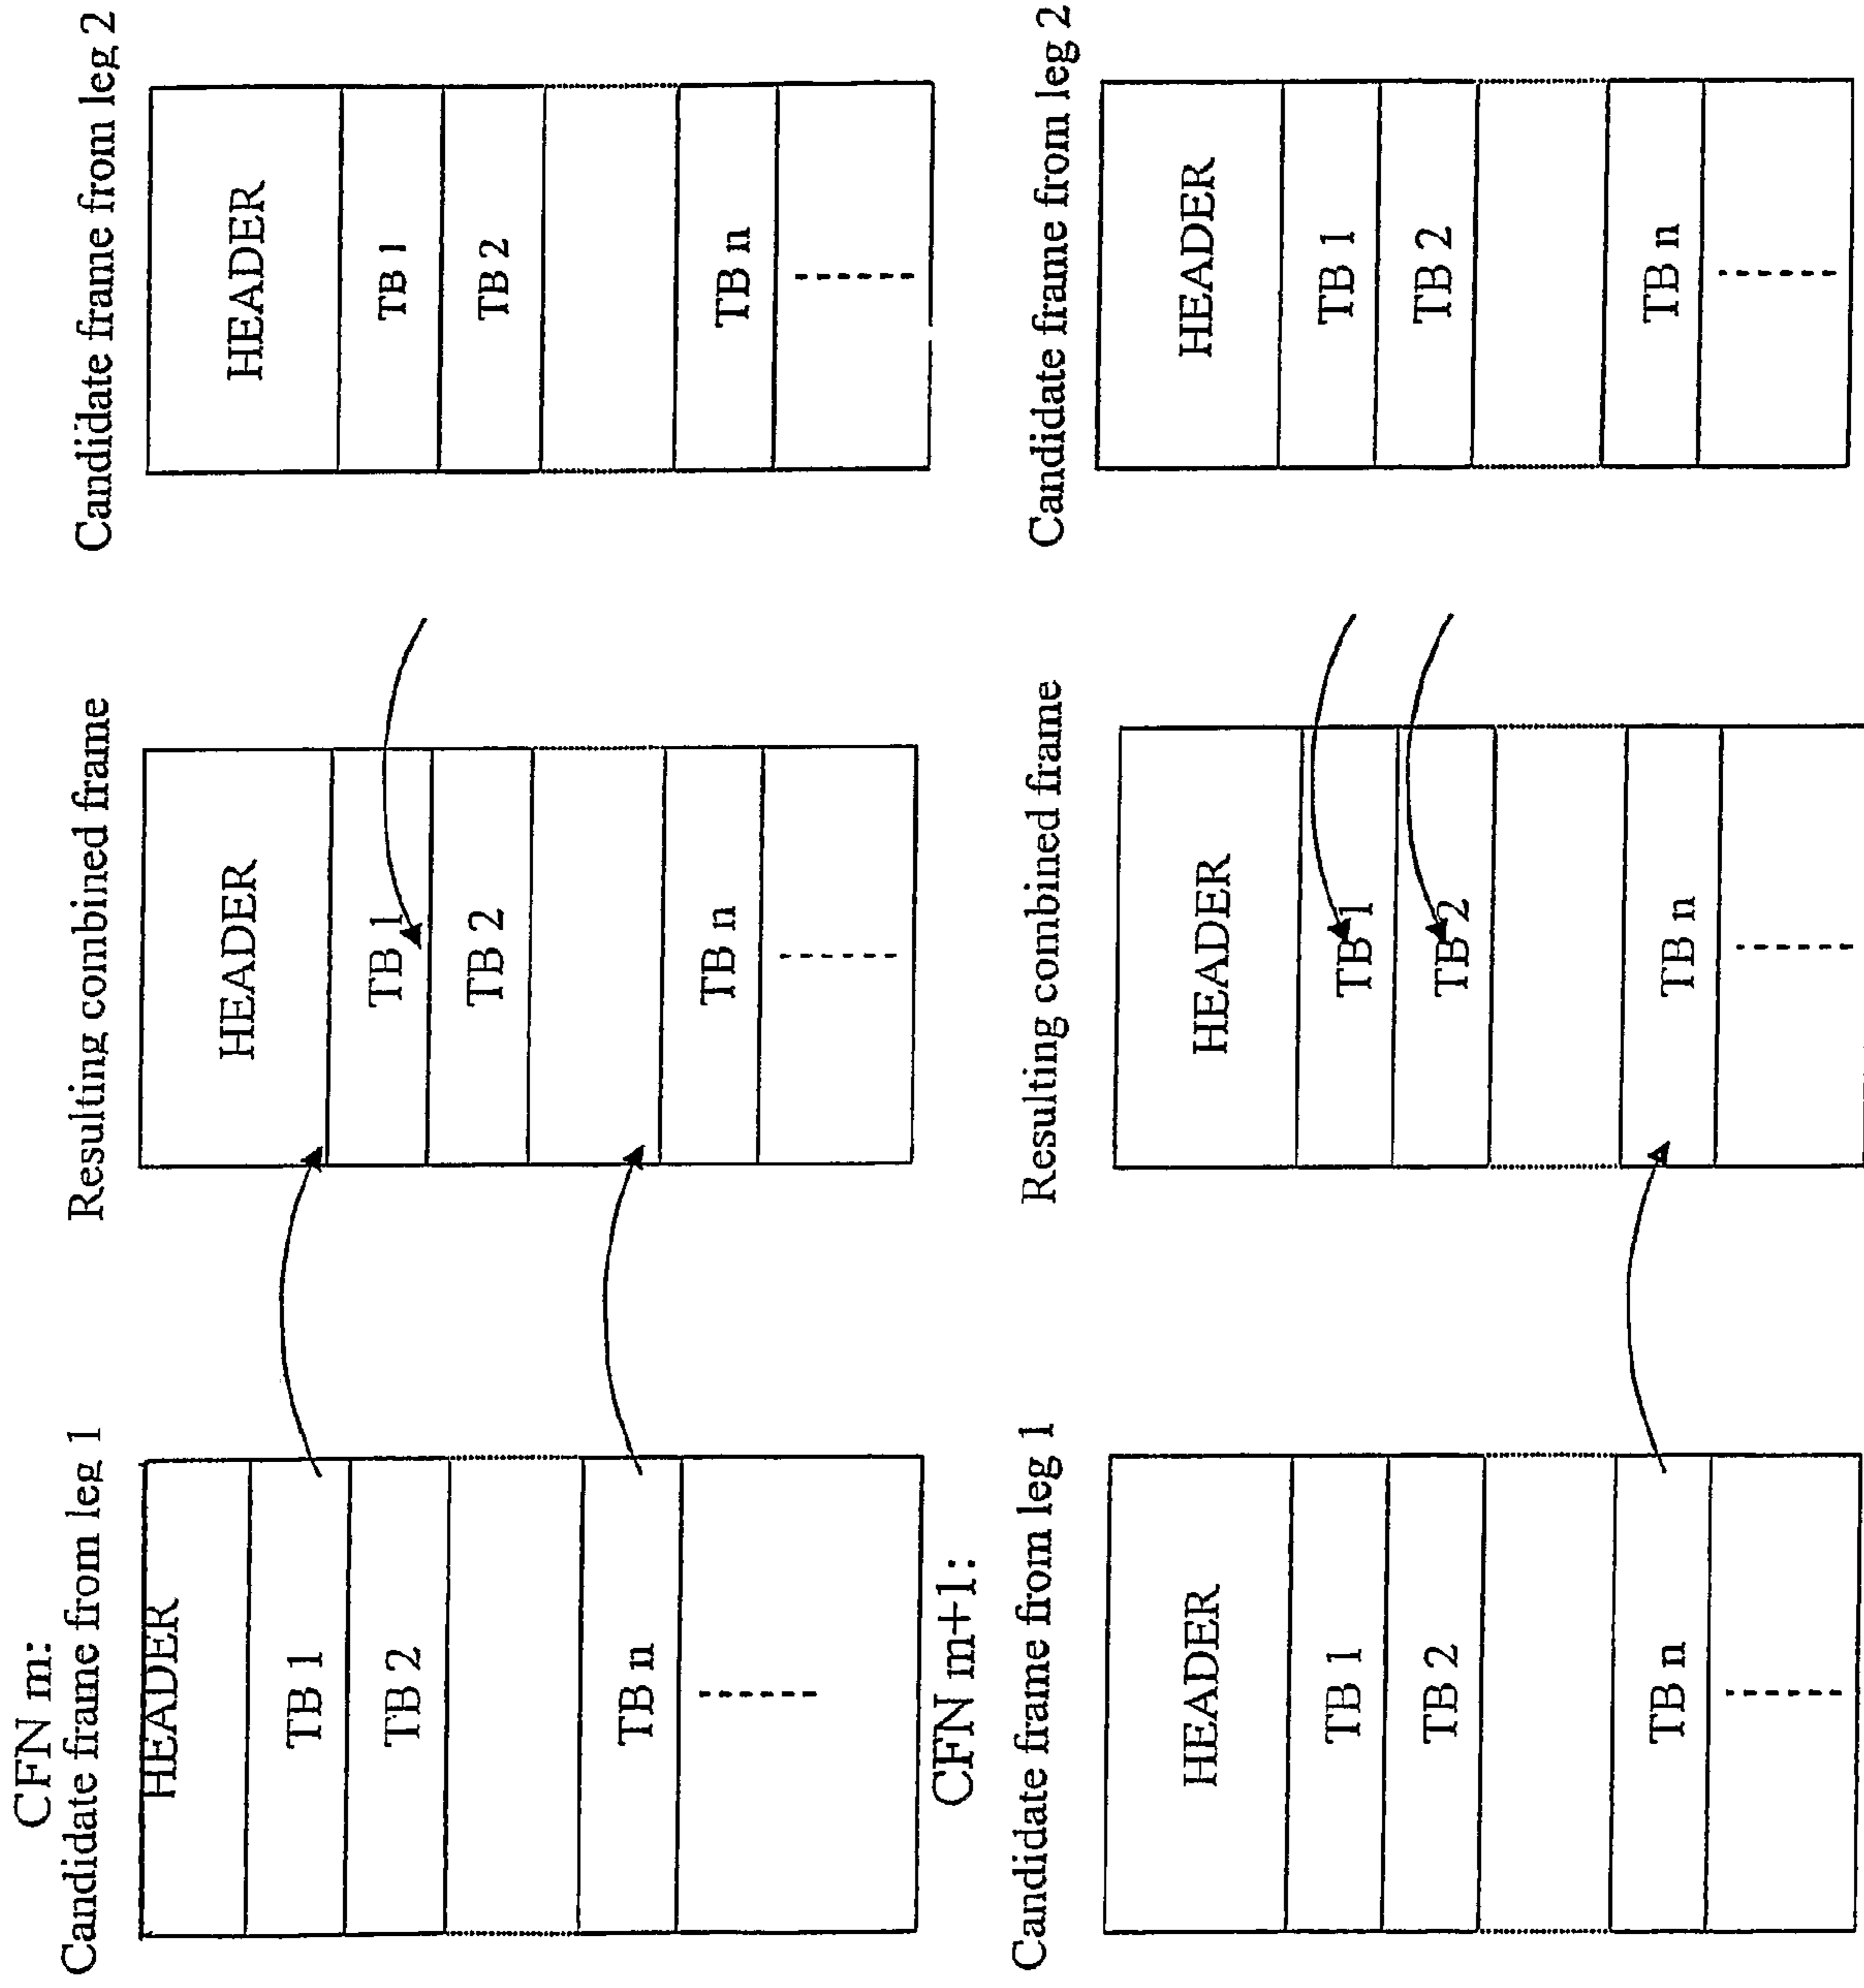 CFN m:
Candidate frame from leg 1
HEADER
TB 1
TB 2
TB n
Resulting combined frame
HEADER
TB 1
TB 2
TB n
Candidate frame from leg 2
HEADER
TB 1
TB 2
TB n
CFN m+1:
Candidate frame from leg 1
HEADER
TB 1
TB 2
TB n
Resulting combined frame
HEADER
TB 1
TB 2
TB n
Candidate frame from leg 2
HEADER
TB 1
TB 2
TB n